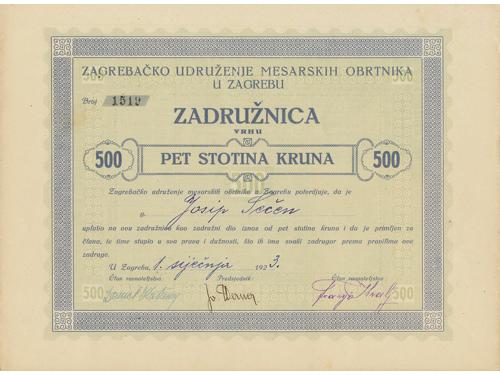 ZAGREBAČKO UDRUŽENJE MESARSKIH OBRTNIKA
U ZAGREBU
Broj 1519
ZADRUŽNICA
VRHU
500 PET STOTINA KRUNA 500
Zagrebačko udruženje mesarskih obrtnika u Zagrebu potvrdjuje, da je
g. Josip Sečen
uplatio na ovu zadružnicu kao zadružni dio iznos od pet stotina kruna i da je primljen za
člana, te time stupio u sva prava i dužnosti, što ih ima svaki zadrugar prema pravilima ove
zadruge.
U Zagrebu, 1. siječnja 1923.
Član ravnateljstva: Predsjednik: Član ravnateljstva:
500 500